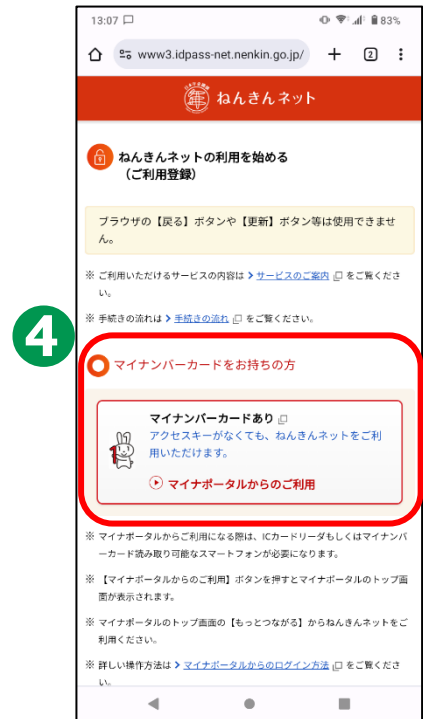 13:07 83%
www3.idpass-net.nenkin.go.jp/ + 2
ねんきんネット
ねんきんネットの利用を始める
（ご利用登録）
ブラウザの【戻る】ボタンや【更新】ボタン等は使用できませ
ん。
※ ご利用いただけるサービスの内容は サービスのご案内 をご覧くださ
い。
※ 手続きの流れは 手続きの流れ をご覧ください。
4
マイナンバーカードをお持ちの方
マイナンバーカードあり
アクセスキーがなくても、ねんきんネットをご利
用いただけます。
1
マイナポータルからのご利用
※ マイナポータルからご利用になる際は、ICカードリーダもしくはマイナンバ
ーカード読み取り可能なスマートフォンが必要になります。
※ 【マイナポータルからのご利用】ボタンを押すとマイナポータルのトップ画
面が表示されます。
※ マイナポータルのトップ画面の【もっとつながる】からねんきんネットをご
利用ください。
※ 詳しい操作方法は マイナポータルからのログイン方法 をご覧くださ
い。